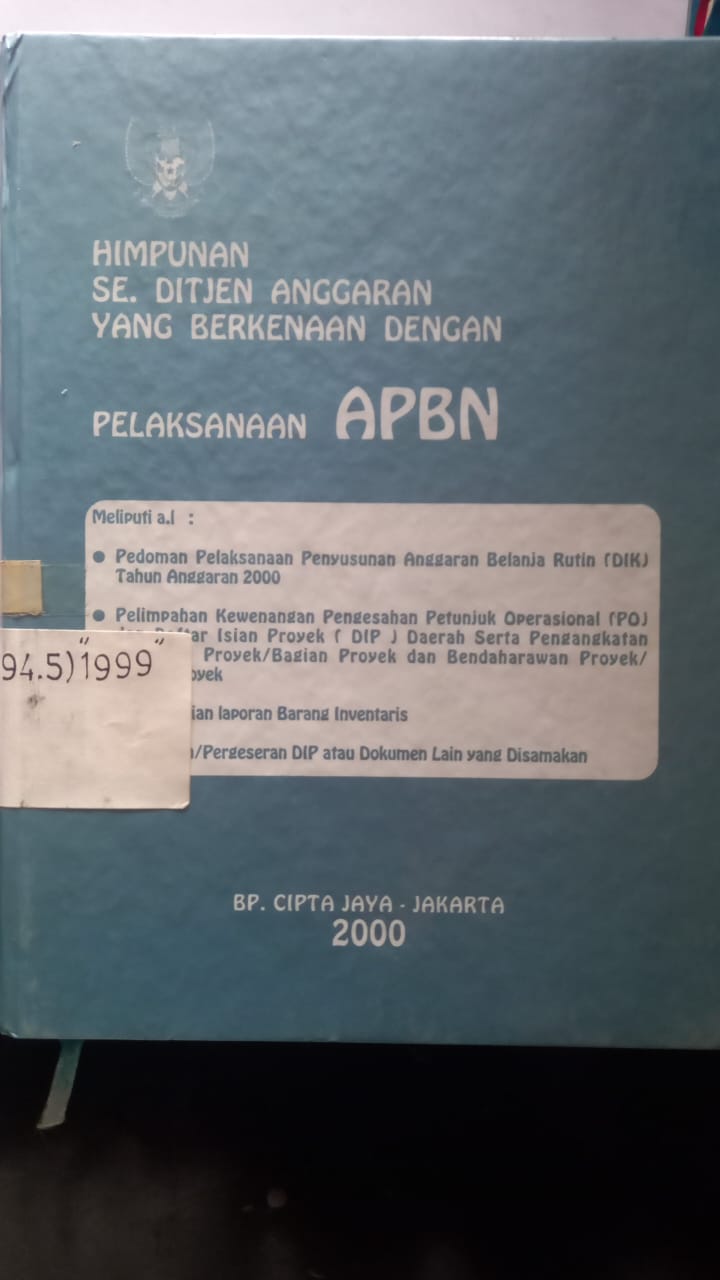 HIMPUNAN
SE. DITJEN ANGGARAN
YANG BERKENAAN DENGAN
PELAKSANAAN APBN
Meliputi a.l :
● Pedoman Pelaksanaan Penyusunan Anggaran Belanja Rutin (DIK)
Tahun Anggaran 2000
● Pelimpahan Kewenangan Pengesahan Petunjuk Operasional (PO)
dan Daftar Isian Proyek ( DIP ) Daerah Serta Pengangkatan
Proyek/Bagian Proyek dan Bendaharawan Proyek/
oyek
ian laporan Barang Inventaris
/Pergeseran DIP atau Dokumen Lain yang Disamakan
94.5)"1999"
BP. CIPTA JAYA - JAKARTA
2000